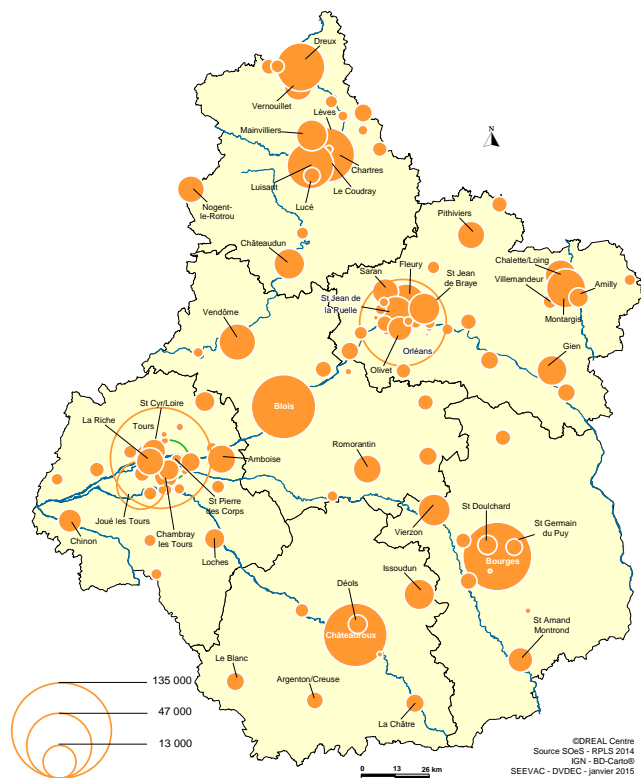 Dreux
Vernouillet
Lèves
Mainvilliers
Chartres
Luisant
Le Coudray
Lucé
Nogent-
le-Rotrou
Châteaudun
N
Pithiviers
Chalette/Loing
Villemandeur
Amilly
Montargis
Fleury
Saran
St Jean
de Braye
St Jean de
la Ruelle
Orléans
Olivet
Gien
Vendôme
Blois
St Cyr/Loire
La Riche
Tours
Amboise
St Pierre
des Corps
Joué les Tours
Chambray
les Tours
Chinon
Loches
Romorantin
Vierzon
St Doulchard
St Germain
du Puy
Bourges
Issoudun
Déols
Châteauroux
St Amand
Montrond
Le Blanc
Argenton/Creuse
La Châtre
135 000
47 000
13 000
0 13 26 km
©DREAL Centre
Source SOeS - RPLS 2014
IGN - BD-Carto®
SEEVAC - DVDEC - janvier 2015